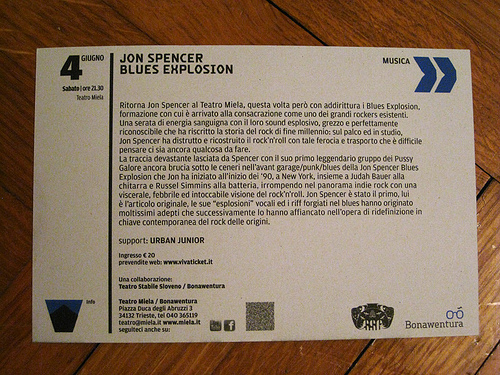 4 GIUGNO
Sabato | ore 21.30
Teatro Miela
JON SPENCER
BLUES EXPLOSION
MUSICA
Ritorna Jon Spencer al Teatro Miela, questa volta però con addirittura i Blues Explosion,
formazione con cui è arrivato alla consacrazione come uno dei grandi rockers esistenti.
Una serata di energia sanguigna con il loro sound esplosivo, grezzo e perfettamente
riconoscibile che ha riscritto la storia del rock di fine millennio: sul palco ed in studio,
Jon Spencer ha distrutto e ricostruito il rock'n'roll con tale ferocia e trasporto che è difficile
pensare ci sia ancora qualcosa da fare.
La traccia devastante lasciata da Spencer con il suo primo leggendario gruppo dei Pussy
Galore ancora brucia sotto le ceneri nell'avant garage/punk/blues della Jon Spencer Blues
Explosion che Jon ha iniziato all'inizio dei '90, a New York, insieme a Judah Bauer alla
chitarra e Russel Simmins alla batteria, irrompendo nel panorama indie rock con una
viscerale, febbrile ed intoccabile visione del rock'n'roll. Jon Spencer è stato il primo, lui
è l'articolo originale, le sue "esplosioni" vocali ed i riff forgiati nel blues hanno originato
moltissimi adepti che successivamente lo hanno affiancato nell'opera di ridefinizione in
chiave contemporanea del rock delle origini.
support: URBAN JUNIOR
Ingresso € 20
prevendite web: www.vivaticket.it
Una collaborazione:
Teatro Stabile Sloveno / Bonawentura
Info
Teatro Miela / Bonawentura
Piazza Duca degli Abruzzi 3
34132 Trieste, tel 040 365119
teatro@miela.it www.miela.it
seguiteci anche su:
Bonawentura